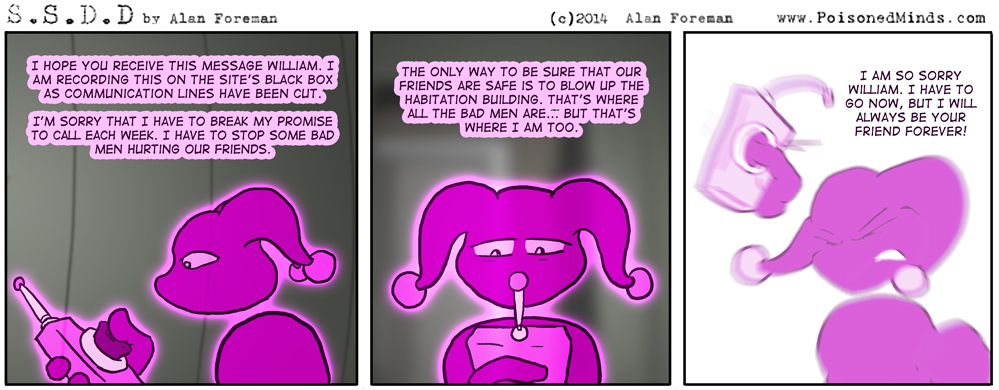 S.S.D.D by Alan Foreman
(c)2014 Alan Foreman
www.PoisonedMinds.com
I HOPE YOU RECEIVE THIS MESSAGE WILLIAM. I
AM RECORDING THIS ON THE SITE'S BLACK BOX
AS COMMUNICATION LINES HAVE BEEN CUT.
I'M SORRY THAT I HAVE TO BREAK MY PROMISE
TO CALL EACH WEEK. I HAVE TO STOP SOME BAD
MEN HURTING OUR FRIENDS.
THE ONLY WAY TO BE SURE THAT OUR
FRIENDS ARE SAFE IS TO BLOW UP THE
HABITATION BUILDING. THAT'S WHERE
ALL THE BAD MEN ARE... BUT THAT'S
WHERE I AM TOO.
I AM SO SORRY
WILLIAM. I HAVE TO
GO NOW, BUT I WILL
ALWAYS BE YOUR
FRIEND FOREVER!